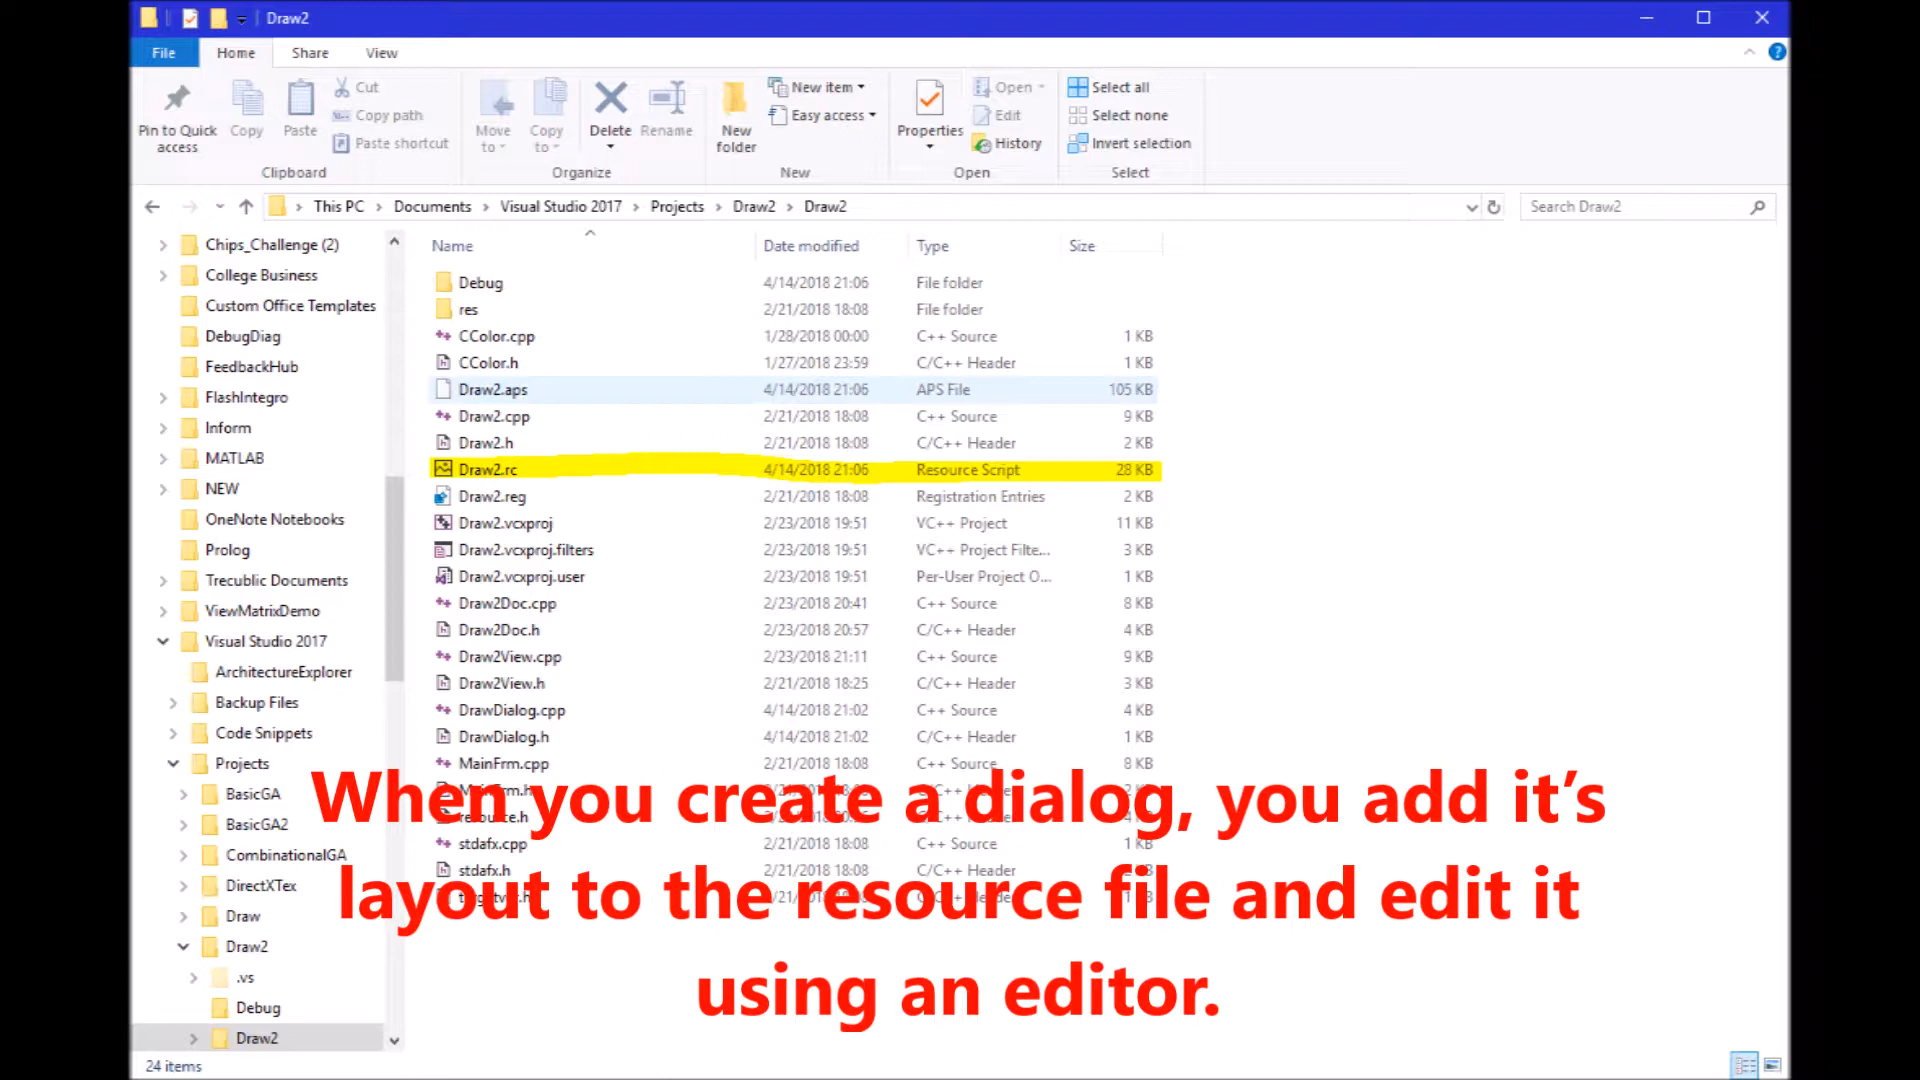 Draw2
File Home Share View
Pin to Quick access
Copy
Paste
Cut
Copy path
Paste shortcut
Clipboard
Move to
Copy to
Delete
Rename
Organize
New folder
New item
Easy access
New
Properties
Open
Edit
History
Open
Select all
Select none
Invert selection
Select
This PC > Documents > Visual Studio 2017 > Projects > Draw2 > Draw2
Search Draw2
Chips_Challenge (2)
College Business
Custom Office Templates
DebugDiag
FeedbackHub
FlashIntegro
Inform
MATLAB
NEW
OneNote Notebooks
Prolog
Trecublic Documents
ViewMatrixDemo
Visual Studio 2017
ArchitectureExplorer
Backup Files
Code Snippets
Projects
BasicGA
BasicGA2
CombinationalGA
DirectXTex
Draw
Draw2
.vs
Debug
Draw2
Name Date modified Type Size
Debug 4/14/2018 21:06 File folder
res 2/21/2018 18:08 File folder
CColor.cpp 1/28/2018 00:00 C++ Source 1 KB
CColor.h 1/27/2018 23:59 C/C++ Header 1 KB
Draw2.aps 4/14/2018 21:06 APS File 105 KB
Draw2.cpp 2/21/2018 18:08 C++ Source 9 KB
Draw2.h 2/21/2018 18:08 C/C++ Header 2 KB
Draw2.rc 4/14/2018 21:06 Resource Script 28 KB
Draw2.reg 2/21/2018 18:08 Registration Entries 2 KB
Draw2.vcxproj 2/23/2018 19:51 VC++ Project 11 KB
Draw2.vcxproj.filters 2/23/2018 19:51 VC++ Project Filte... 3 KB
Draw2.vcxproj.user 2/23/2018 19:51 Per-User Project O... 1 KB
Draw2Doc.cpp 2/23/2018 20:41 C++ Source 8 KB
Draw2Doc.h 2/23/2018 20:57 C/C++ Header 4 KB
Draw2View.cpp 2/23/2018 21:11 C++ Source 9 KB
Draw2View.h 2/21/2018 18:25 C/C++ Header 3 KB
DrawDialog.cpp 4/14/2018 21:02 C++ Source 4 KB
DrawDialog.h 4/14/2018 21:02 C/C++ Header 1 KB
MainFrm.cpp 2/21/2018 18:08 C++ Source 8 KB
MainFrm.h
resource.h
stdafx.cpp 2/21/2018 18:08 C++ Source 1 KB
stdafx.h 2/21/2018 18:08 C/C++ Header
When you create a dialog, you add it's
layout to the resource file and edit it
using an editor.
24 items